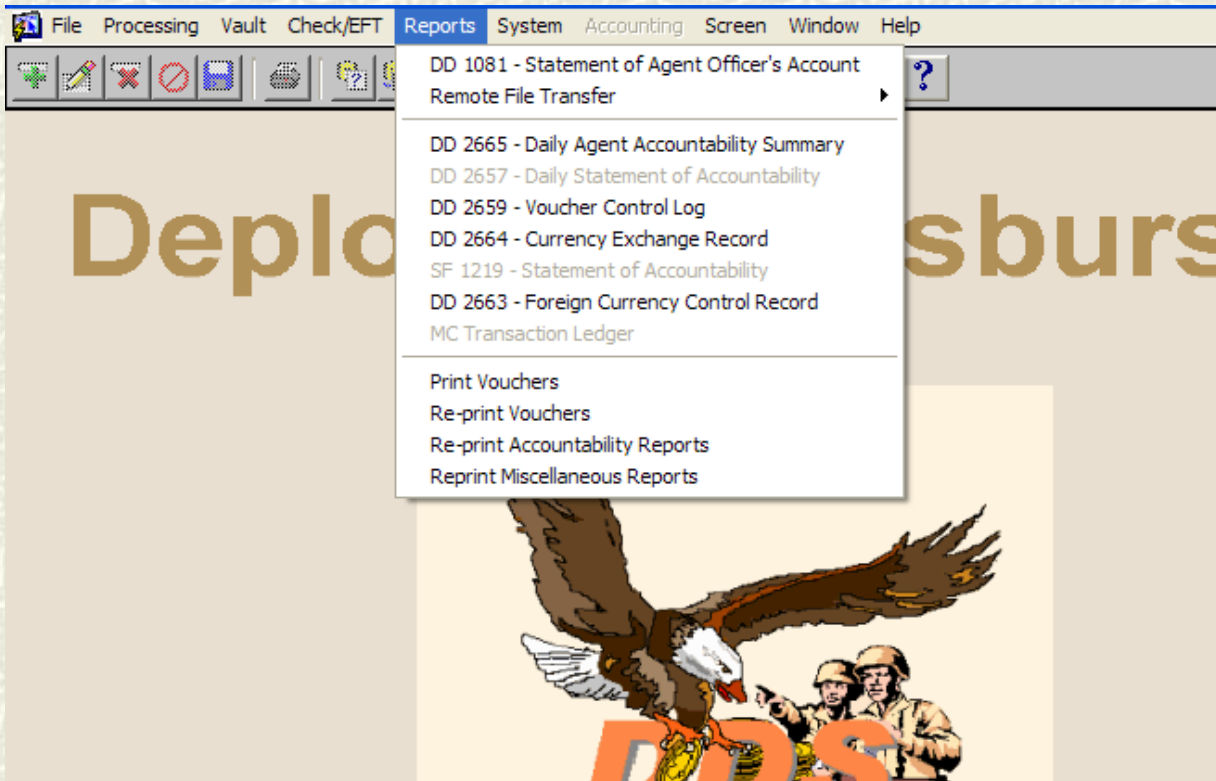 File Processing Vault Check/EFT Reports System Accounting Screen Window Help
DD 1081 - Statement of Agent Officer's Account
Remote File Transfer
DD 2665 - Daily Agent Accountability Summary
DD 2657 - Daily Statement of Accountability
DD 2659 - Voucher Control Log
DD 2664 - Currency Exchange Record
SF 1219 - Statement of Accountability
DD 2663 - Foreign Currency Control Record
MC Transaction Ledger
Print Vouchers
Re-print Vouchers
Re-print Accountability Reports
Reprint Miscellaneous Reports
Deplo sburs
DDS